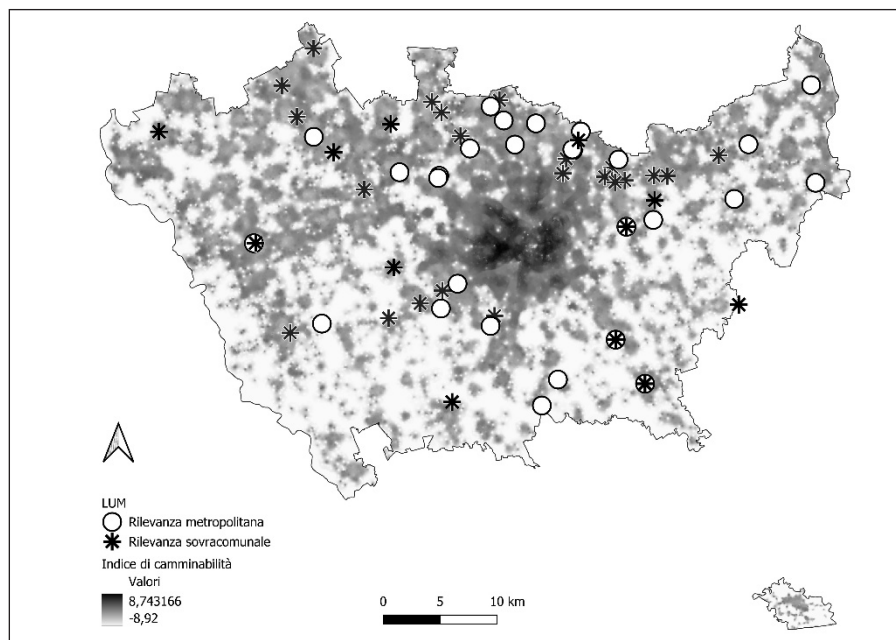 LUM
Rilevanza metropolitana
Rilevanza sovracomunale
Indice di camminabilità
Valori
8,743166
-8,92
0 5 10 km